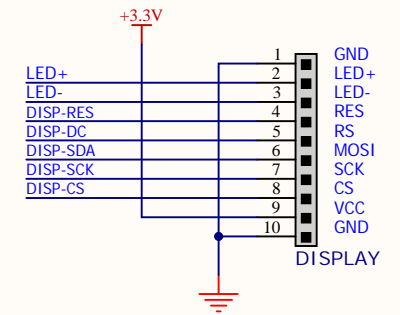 +3.3V
1 GND
LED+ 2 LED+
LED- 3 LED-
DISP-RES 4 RES
DISP-DC 5 RS
DISP-SDA 6 MOSI
DISP-SCK 7 SCK
DISP-CS 8 CS
9 VCC
10 GND
DISPLAY